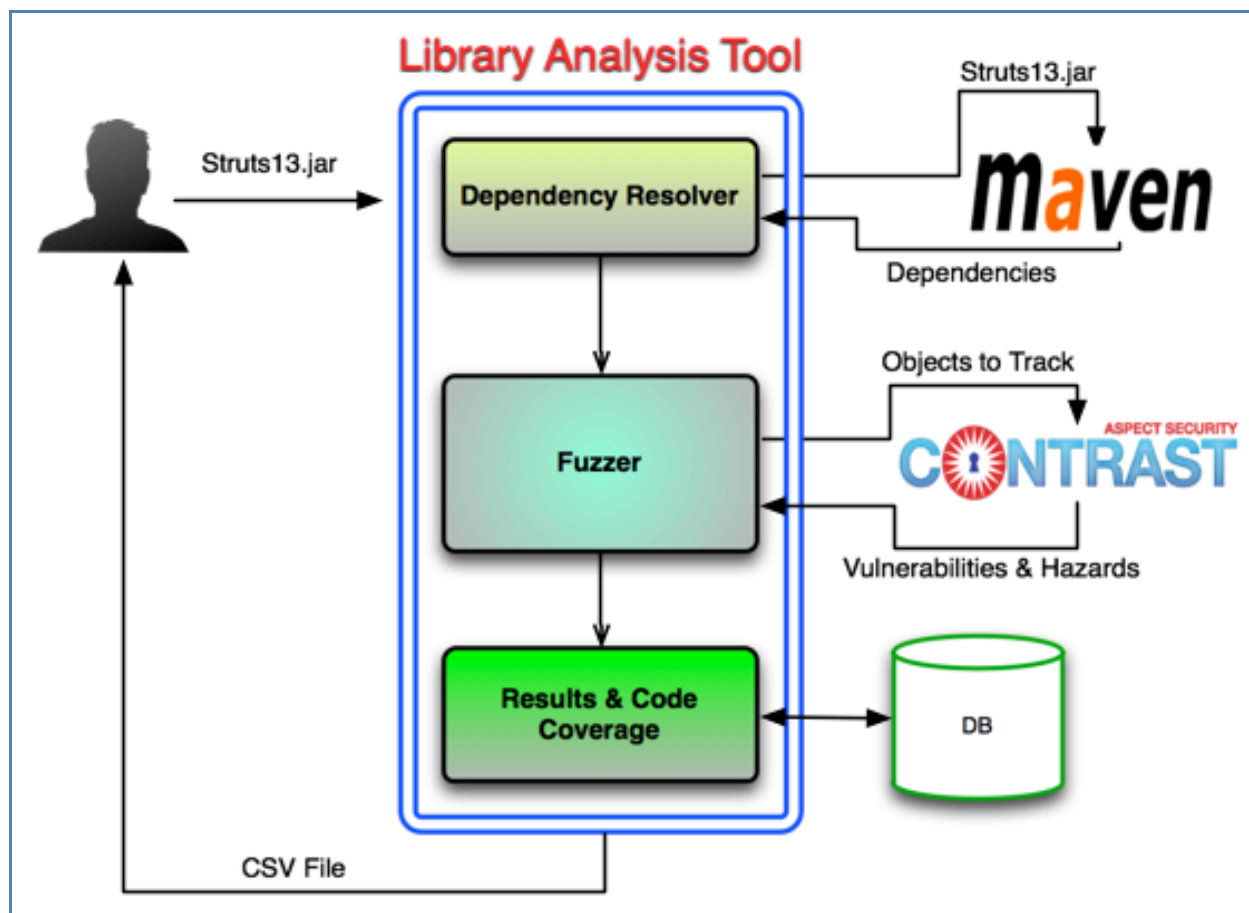 Library Analysis Tool
Struts13.jar
Struts13.jar
Dependency Resolver
maven
Dependencies
Objects to Track
Fuzzer
ASPECT SECURITY
CONTRAST
Vulnerabilities & Hazards
Results & Code
Coverage
DB
CSV File